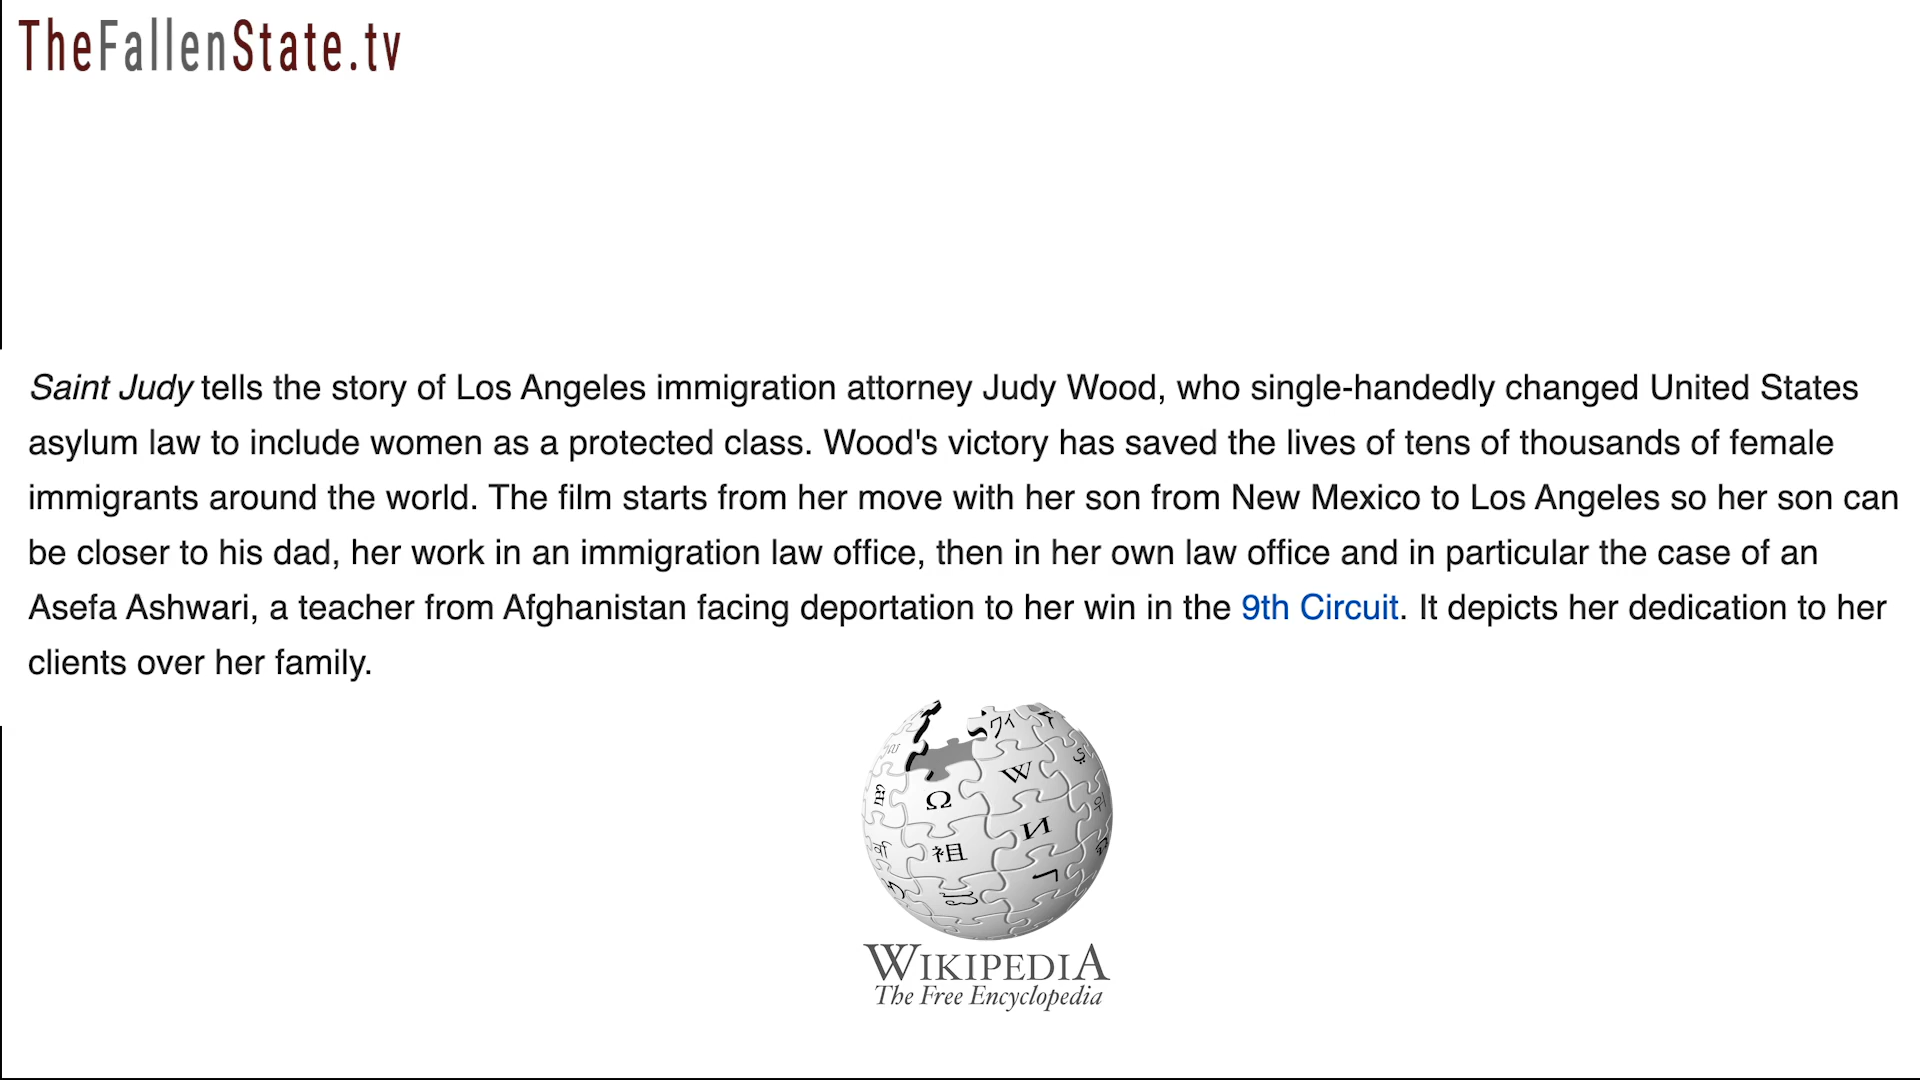 TheFallenState.tv
Saint Judy tells the story of Los Angeles immigration attorney Judy Wood, who single-handedly changed United States
asylum law to include women as a protected class. Wood's victory has saved the lives of tens of thousands of female
immigrants around the world. The film starts from her move with her son from New Mexico to Los Angeles so her son can
be closer to his dad, her work in an immigration law office, then in her own law office and in particular the case of an
Asefa Ashwari, a teacher from Afghanistan facing deportation to her win in the 9th Circuit. It depicts her dedication to her
clients over her family.
ワィ
W
Ω
И
祖
WIKIPEDIA
The Free Encyclopedia